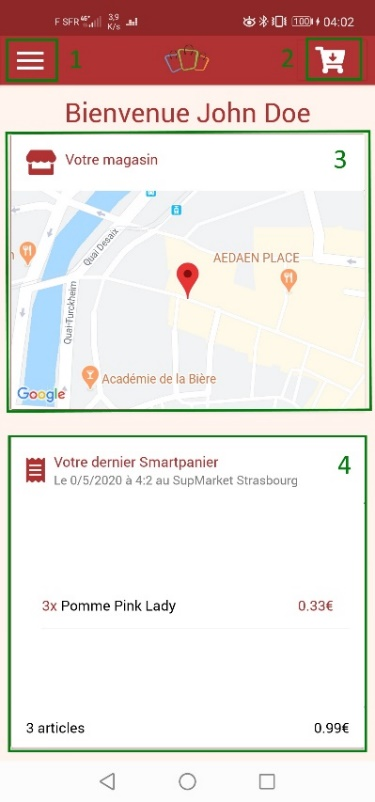 F SFR 4G+ 3,9 K/s 100 04:02
1
2
Bienvenue John Doe
Votre magasin
3
Quai Desaix
Quai Turckheim
AEDAEN PLACE
Académie de la Bière
Google
Votre dernier Smartpanier
4
Le 0/5/2020 à 4:2 au SupMarket Strasbourg
3x Pomme Pink Lady 0.33€
3 articles 0.99€